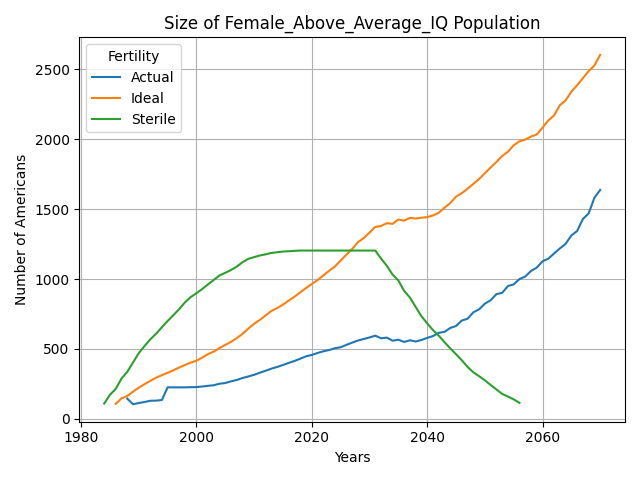 Size of Female_Above_Average_IQ Population
Fertility
Actual
Ideal
Sterile
Number of Americans
2500
2000
1500
1000
500
0
1980
2000
2020
2040
2060
Years